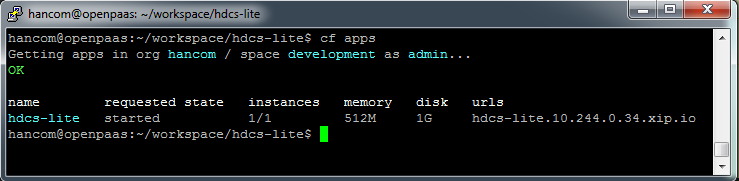 hancom@openpaas: ~/workspace/hdcs-lite
hancom@openpaas:~/workspace/hdcs-lite$ cf apps
Getting apps in org hancom / space development as admin...
OK
name requested state instances memory disk urls
hdcs-lite started 1/1 512M 1G hdcs-lite.10.244.0.34.xip.io
hancom@openpaas:~/workspace/hdcs-lite$